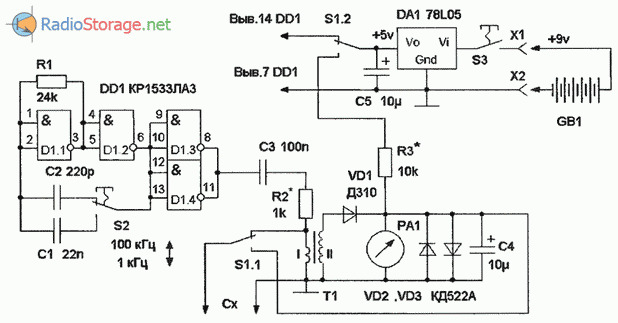 RadioStorage.net
Выв.14 DD1
S1.2
+5v
DA1 78L05
Vo
Vi
Gnd
S3
X1
+9v
Выв.7 DD1
C5
+
10μ
X2
GB1
R1
24k
DD1 КР1533ЛА3
1
2
&
D1.1
3
4
5
&
D1.2
6
9
10
&
D1.3
8
12
13
&
D1.4
11
C3 100n
R2*
1k
R3*
10k
VD1
Д310
C2 220p
C1 22n
S2
100 кГц
1 кГц
S1.1
Cx
I
II
T1
PA1
VD2 ,VD3
КД522А
+
C4
10μ